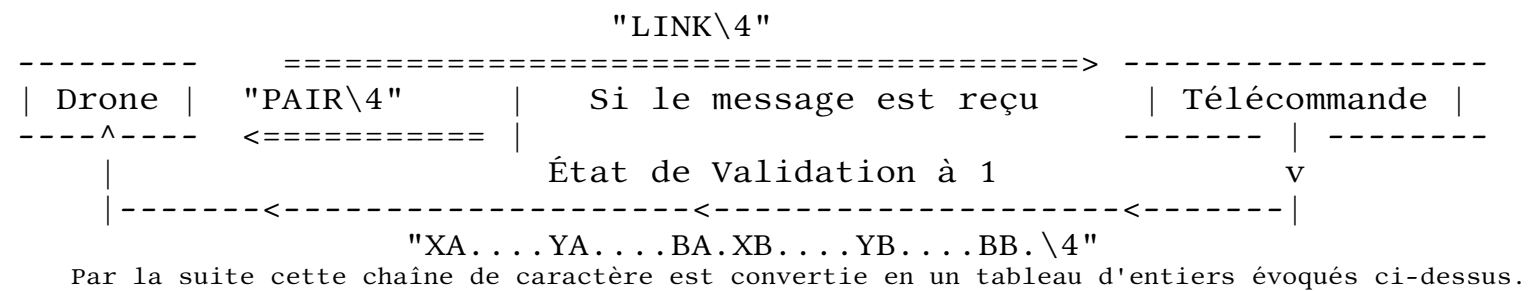 "LINK\4"
--------- =======================================> ------------------
| Drone | "PAIR\4" | Si le message est reçu | Télécommande |
----^---- <=========== | ------- | --------
| État de Validation à 1 v
|-------<--------------------<--------------------<-------|
"XA....YA....BA.XB....YB....BB.\4"
Par la suite cette chaîne de caractère est convertie en un tableau d'entiers évoqués ci-dessus.